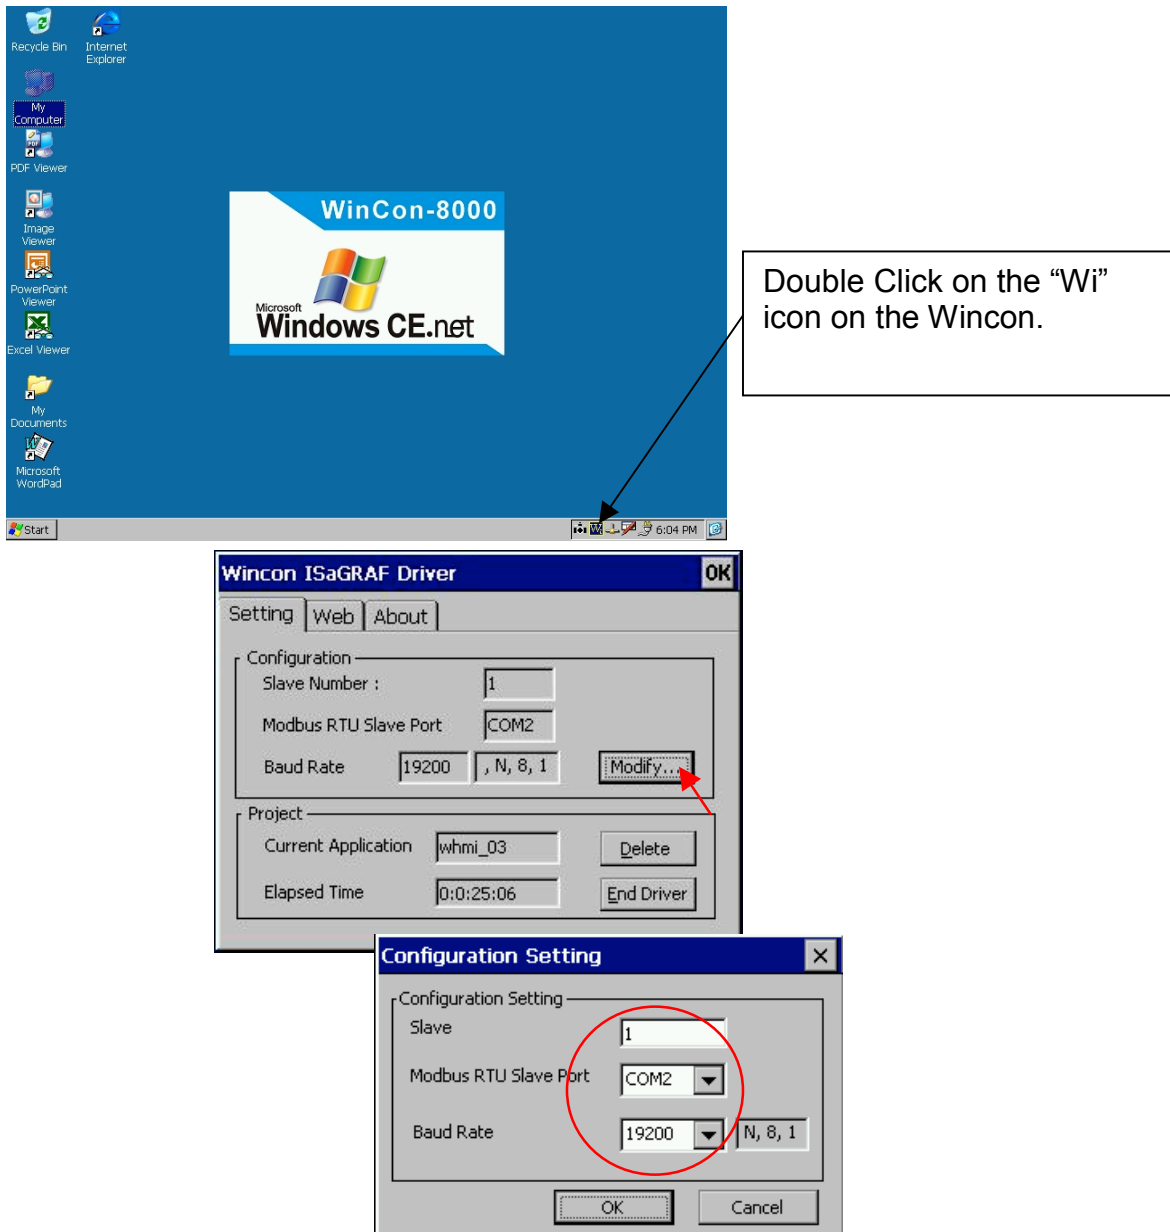 Recycle Bin
Internet
Explorer
My
Computer
PDF Viewer
Image
Viewer
PowerPoint
Viewer
Excel Viewer
My
Documents
Microsoft
WordPad
WinCon-8000
Microsoft
Windows CE.net
Start
6:04 PM
Double Click on the “Wi”
icon on the Wincon.
Wincon ISaGRAF Driver
OK
Setting
Web
About
Configuration
Slave Number :
1
Modbus RTU Slave Port
COM2
Baud Rate
19200
, N, 8, 1
Modify...
Project
Current Application
whmi_03
Delete
Elapsed Time
0:0:25:06
End Driver
Configuration Setting
Configuration Setting
Slave
1
Modbus RTU Slave Port
COM2
Baud Rate
19200
N, 8, 1
OK
Cancel